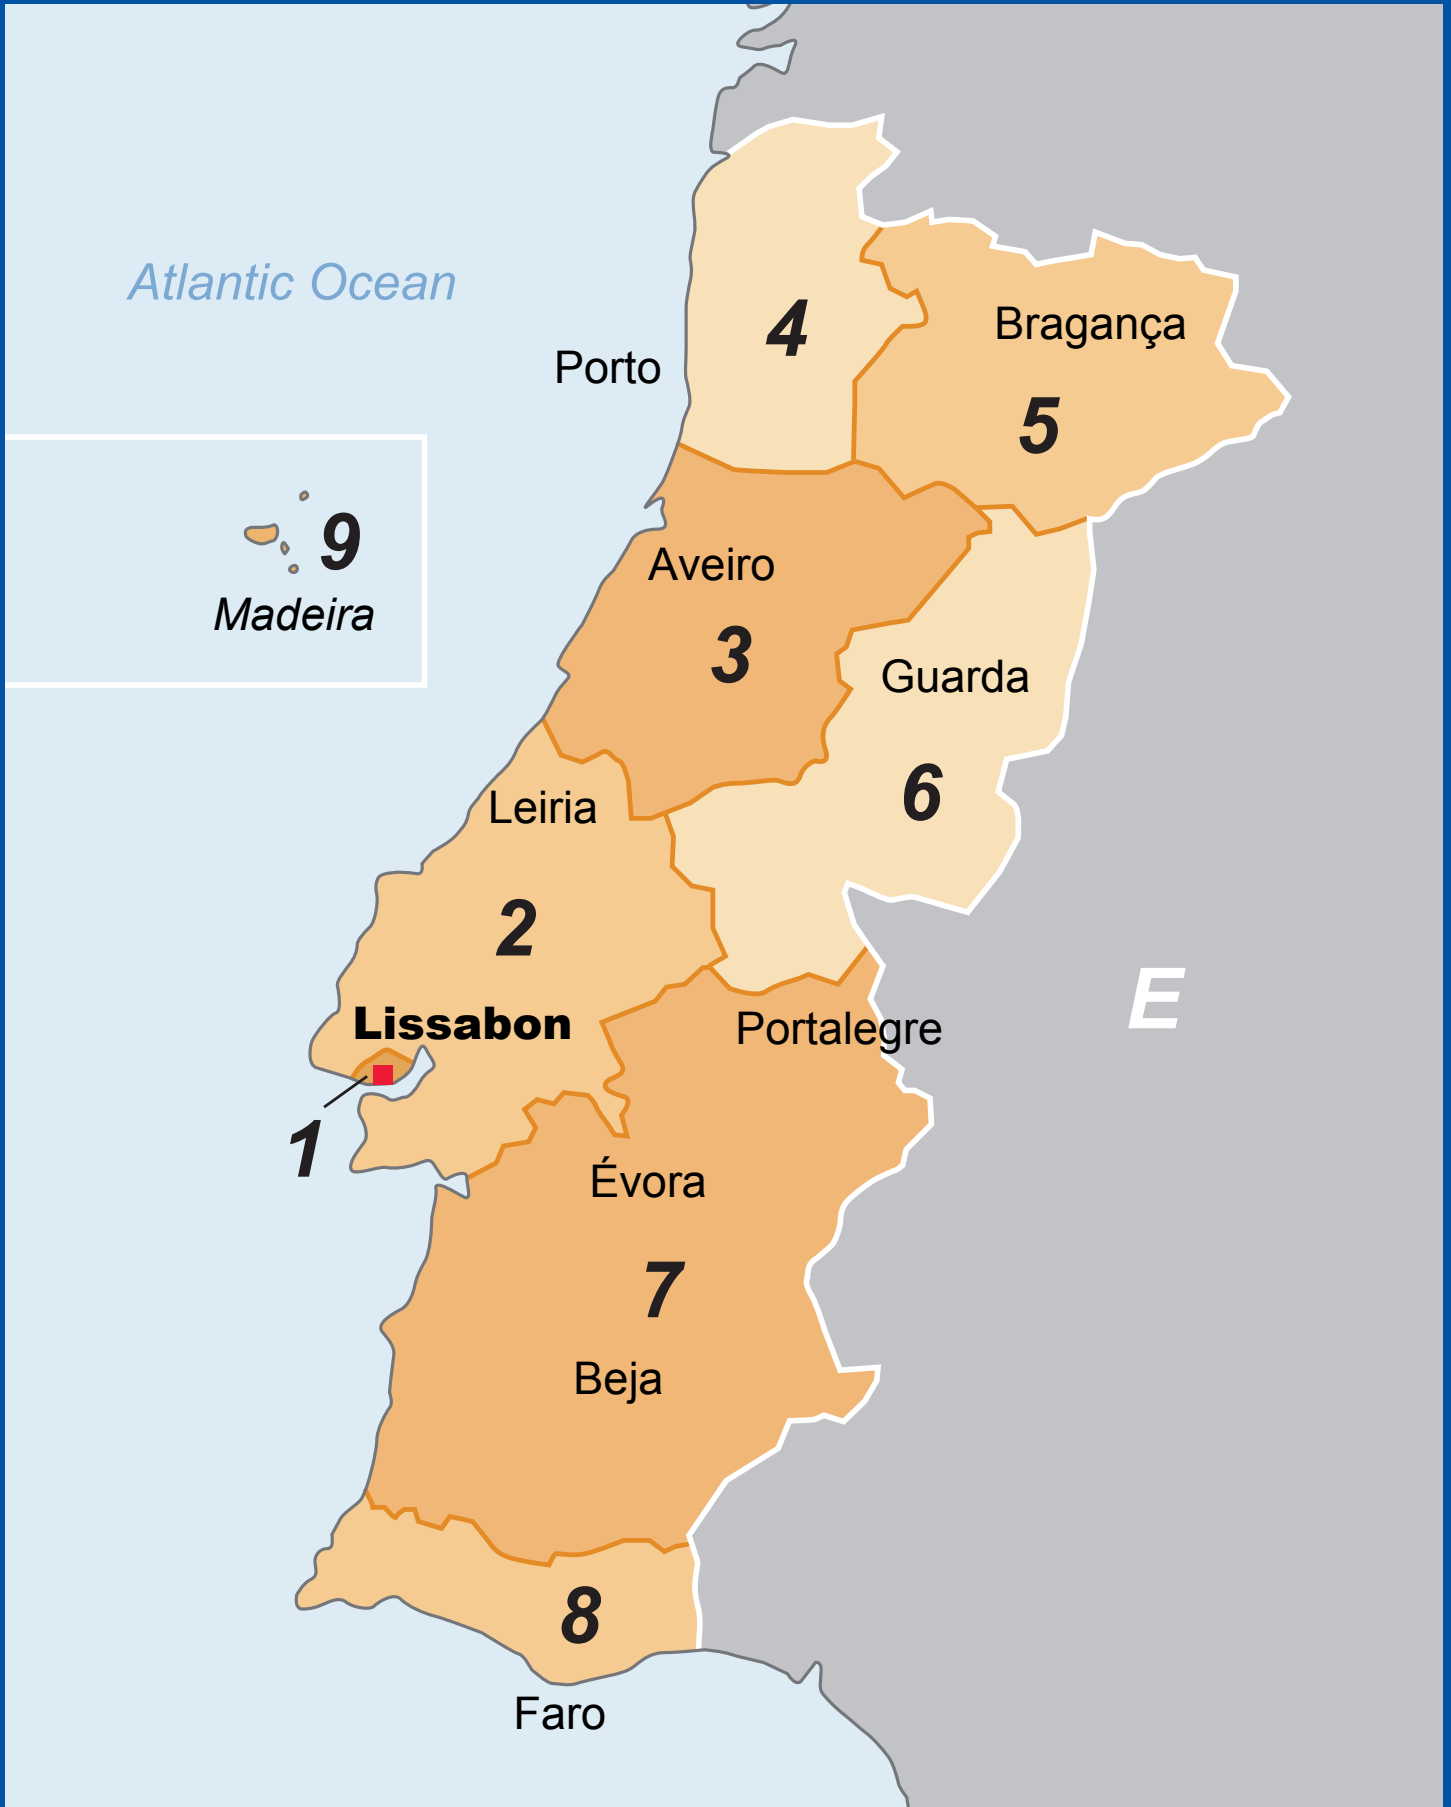 Atlantic Ocean
4
Bragança
Porto
5
9
Madeira
Aveiro
3
Guarda
6
Leiria
2
E
Lissabon
Portalegre
1
Évora
7
Beja
8
Faro